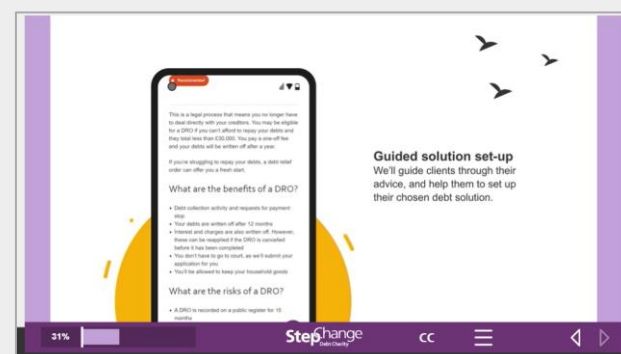 Recommended
This is a legal process that means you no longer have
to deal directly with your creditors. You may be eligible
for a DRO if you can't afford to repay your debts and
they total less than £30,000. You pay a one-off fee
and your debts will be written off after a year.
If you're struggling to repay your debts, a debt relief
order can offer you a fresh start.
What are the benefits of a DRO?
• Debt collection activity and requests for payment
stop
• Your debts are written off after 12 months
• Interest and charges are also written off. However,
these can be reapplied if the DRO is cancelled
before it has been completed
• You don't have to go to court, as we'll submit your
application for you
• You'll be allowed to keep your household goods
What are the risks of a DRO?
• A DRO is recorded on a public register for 15
months
Guided solution set-up
We'll guide clients through their
advice, and help them to set up
their chosen debt solution.
31%
StepChange
Debt Charity
CC